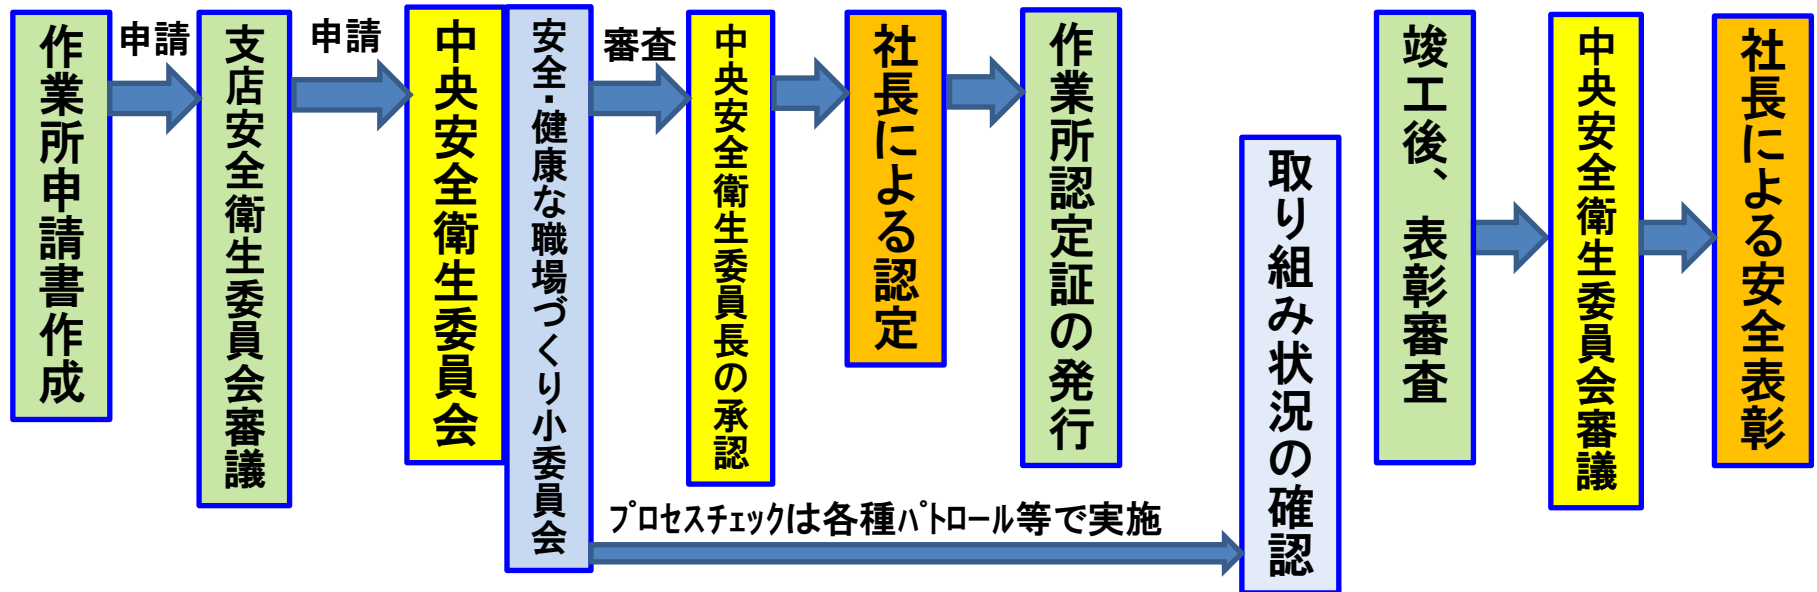 作業所申請書作成
申請
支店安全衛生委員会審議
申請
中央安全衛生委員会
安全・健康な職場づくり小委員会
審査
中央安全衛生委員長の承認
社長による認定
作業所認定証の発行
プロセスチェックは各種パトロール等で実施
取り組み状況の確認
竣工後、表彰審査
中央安全衛生委員会審議
社長による安全表彰